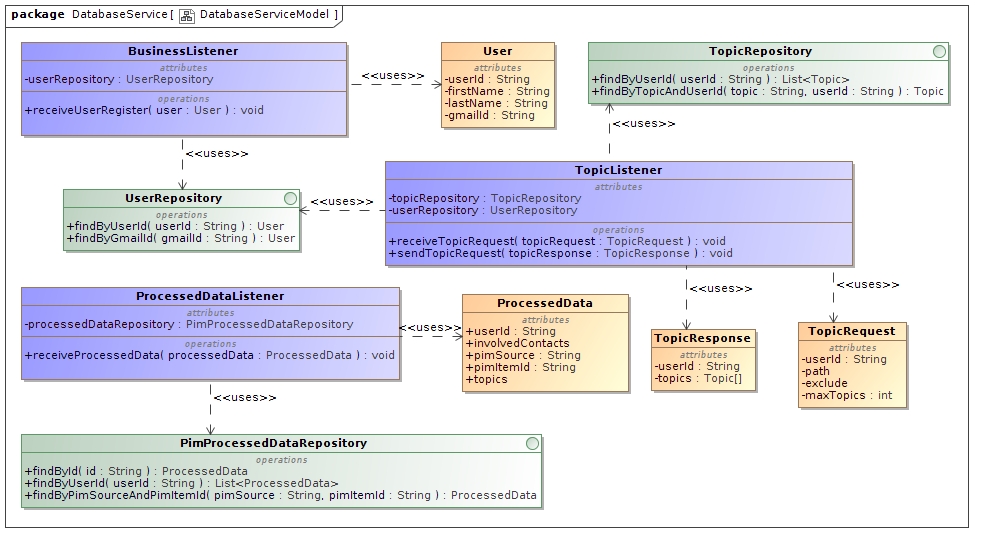 package DatabaseService[ DatabaseServiceModel ]
BusinessListener
attributes
-userRepository : UserRepository
operations
+receiveUserRegister( user : User ) : void
<<uses>>
User
attributes
-userId : String
-firstName : String
-lastName : String
-gmailId : String
TopicRepository
operations
+findByUserId( userId : String ) : List<Topic>
+findByTopicAndUserId( topic : String, userId : String ) : Topic
<<uses>>
<<uses>>
UserRepository
operations
+findByUserId( userId : String ) : User
+findByGmailId( gmailId : String ) : User
<<uses>>
TopicListener
attributes
-topicRepository : TopicRepository
-userRepository : UserRepository
operations
+receiveTopicRequest( topicRequest : TopicRequest ) : void
+sendTopicRequest( topicResponse : TopicResponse ) : void
<<uses>>
<<uses>>
ProcessedDataListener
attributes
-processedDataRepository : PimProcessedDataRepository
operations
+receiveProcessedData( processedData : ProcessedData ) : void
<<uses>>
ProcessedData
attributes
+userId : String
+involvedContacts
+pimSource : String
+pimItemId : String
+topics
TopicResponse
attributes
-userId : String
-topics : Topic[]
TopicRequest
attributes
-userId : String
-path
-exclude
-maxTopics : int
<<uses>>
PimProcessedDataRepository
operations
+findById( id : String ) : ProcessedData
+findByUserId( userId : String ) : List<ProcessedData>
+findByPimSourceAndPimItemId( pimSource : String, pimItemId : String ) : ProcessedData